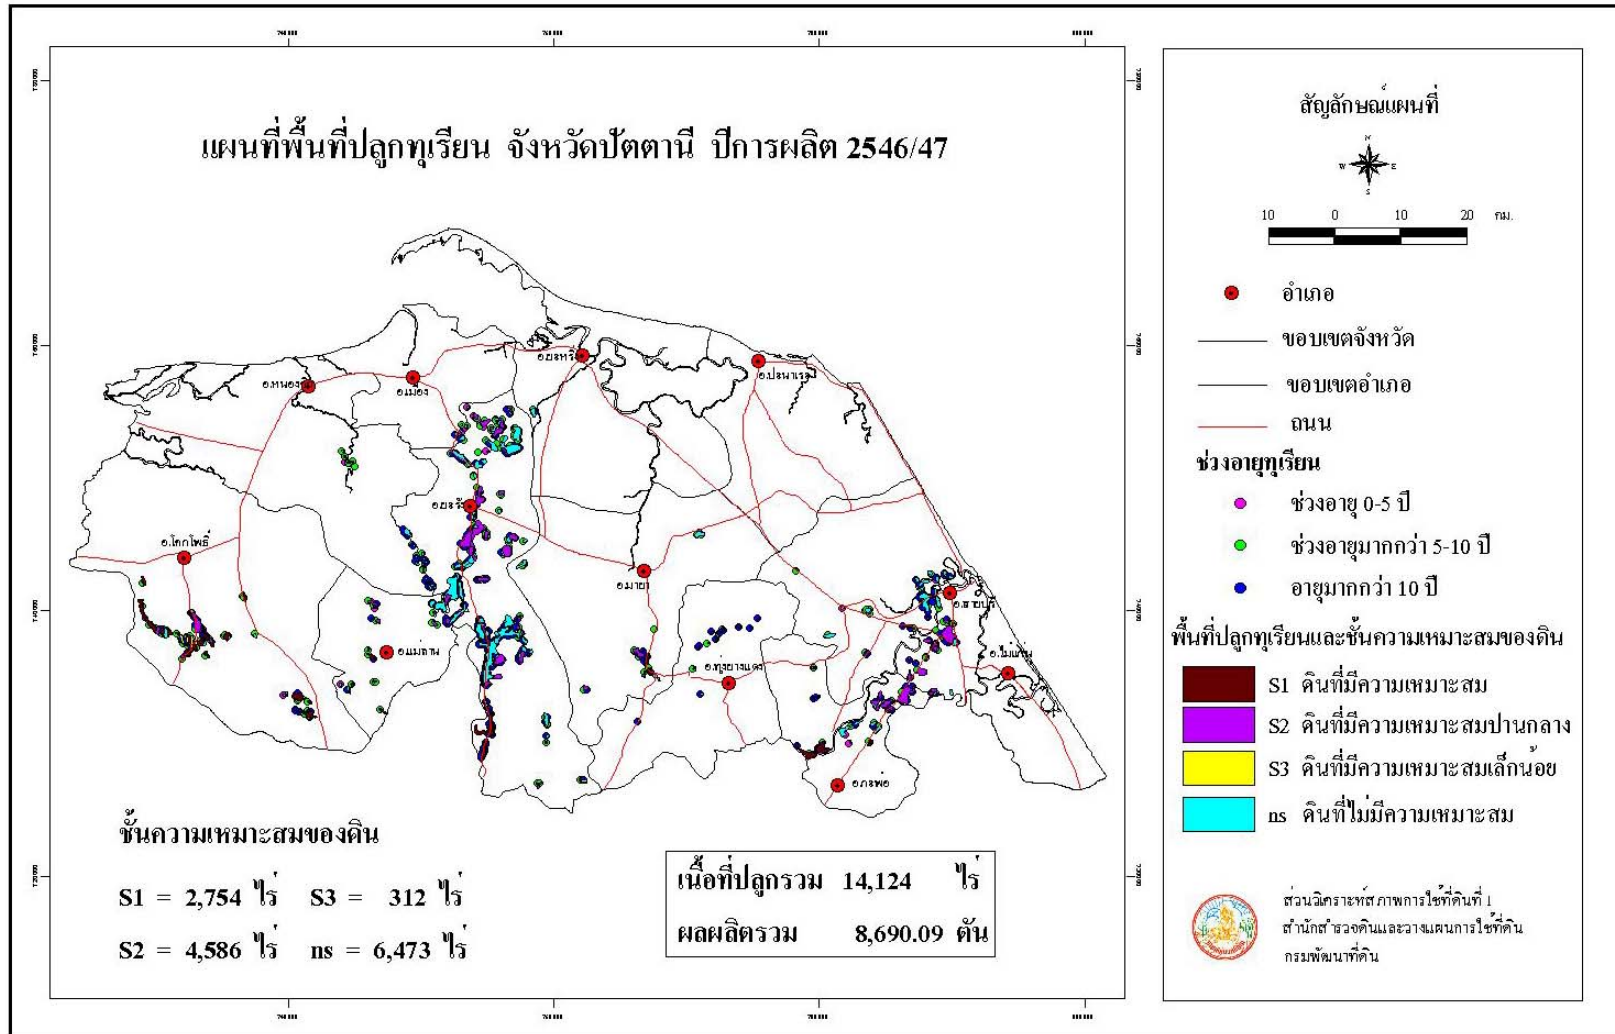 แผนที่พื้นที่ปลูกทุเรียน จังหวัดปัตตานี ปีการผลิต 2546/47
อ.หนองจิก
อ.เมือง
อ.ยะหริ่ง
อ.ปะนาเระ
อ.ยะรัง
อ.โคกโพธิ์
อ.มายอ
อ.สายบุรี
อ.แม่ลาน
อ.ทุ่งยางแดง
อ.ไม้แก่น
อ.กะพ้อ
ชั้นความเหมาะสมของดิน
S1 = 2,754 ไร่ S3 = 312 ไร่
S2 = 4,586 ไร่ ns = 6,473 ไร่
เนื้อที่ปลูกรวม 14,124 ไร่
ผลผลิตรวม 8,690.09 ตัน
สัญลักษณ์แผนที่
N
W E
S
10 0 10 20 กม.
อำเภอ
ขอบเขตจังหวัด
ขอบเขตอำเภอ
ถนน
ช่วงอายุทุเรียน
ช่วงอายุ 0-5 ปี
ช่วงอายุมากกว่า 5-10 ปี
อายุมากกว่า 10 ปี
พื้นที่ปลูกทุเรียนและชั้นความเหมาะสมของดิน
S1 ดินที่มีความเหมาะสม
S2 ดินที่มีความเหมาะสมปานกลาง
S3 ดินที่มีความเหมาะสมเล็กน้อย
ns ดินที่ไม่มีความเหมาะสม
ส่วนวิเคราะห์สภาพการใช้ที่ดินที่ 1
สำนักสำรวจดินและวางแผนการใช้ที่ดิน
กรมพัฒนาที่ดิน